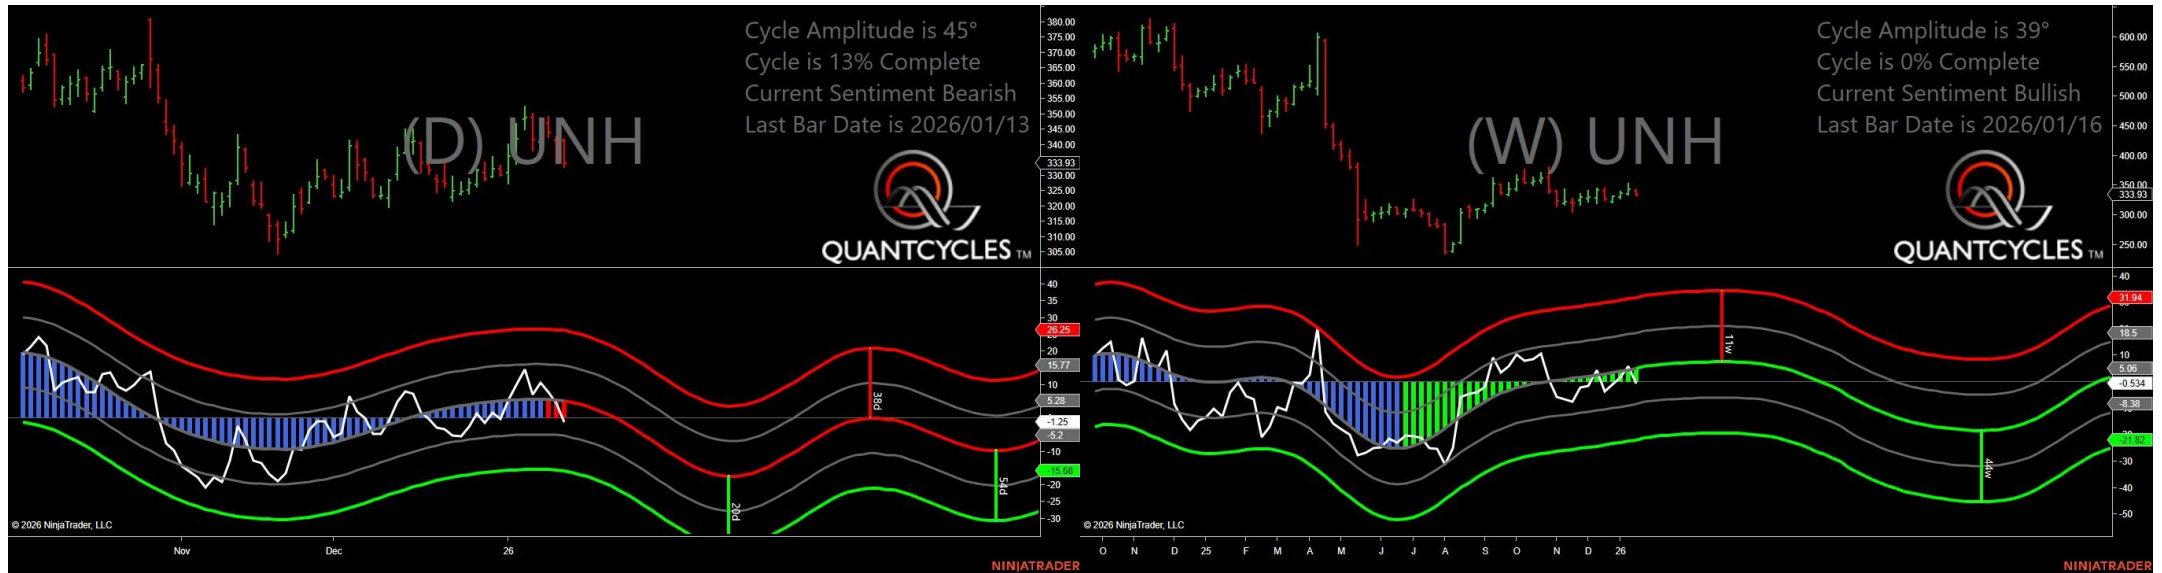 Cycle Amplitude is 45°
Cycle is 13% Complete
Current Sentiment Bearish
Last Bar Date is 2026/01/13
(D) UNH
QUANTCYCLES TM
380.00
375.00
370.00
365.00
360.00
355.00
350.00
345.00
340.00
333.93
330.00
325.00
320.00
315.00
310.00
305.00
40
35
30
26.25
20
15.77
10
5.28
-1.25
-5.2
-10
-15.68
-20
-25
-30
38d
20d
54d
© 2026 NinjaTrader, LLC
Nov
Dec
26
NINJATRADER
Cycle Amplitude is 39°
Cycle is 0% Complete
Current Sentiment Bullish
Last Bar Date is 2026/01/16
(W) UNH
QUANTCYCLES TM
600.00
550.00
500.00
450.00
400.00
350.00
333.93
300.00
250.00
40
31.94
18.5
10
5.06
-0.534
-8.38
-21.82
-30
-40
-50
11w
44w
© 2026 NinjaTrader, LLC
O N D 25 F M A M J J A S O N D 26
NINJATRADER